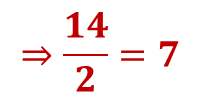 ⇒ 14/2 = 7